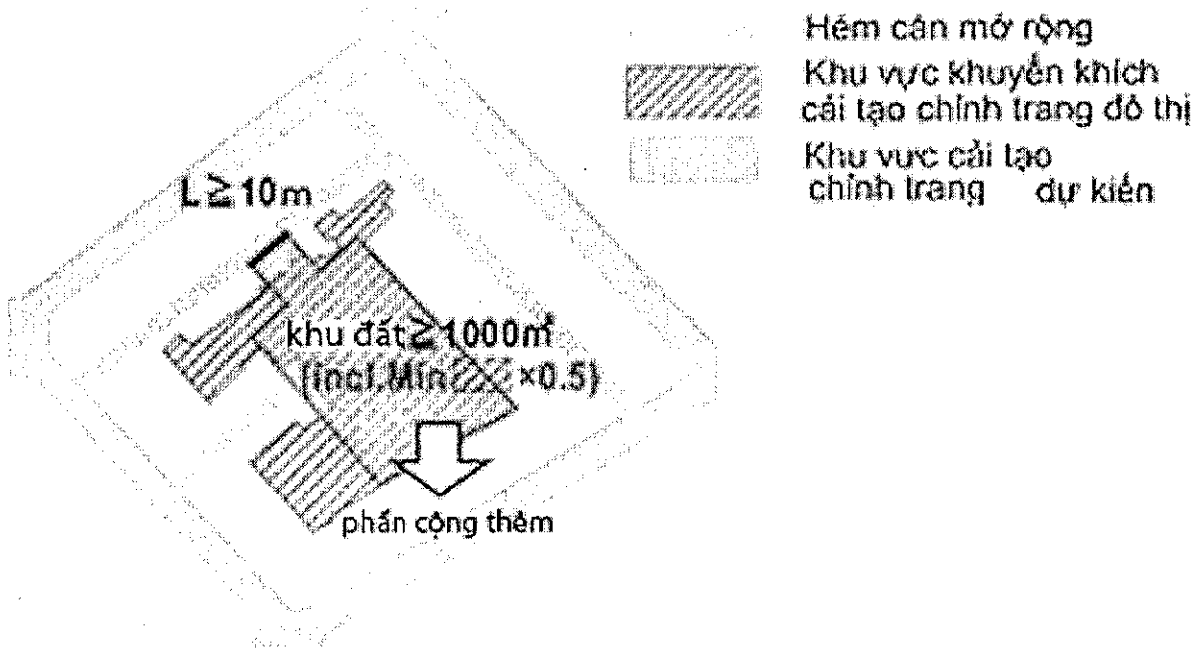 Hẻm cần mở rộng
Khu vực khuyến khích
cải tạo chỉnh trang đô thị
Khu vực cải tạo
chỉnh trang dự kiến
L≧10m
khu đất≧1000㎡
(incl.Min ×0.5)
phần cộng thêm